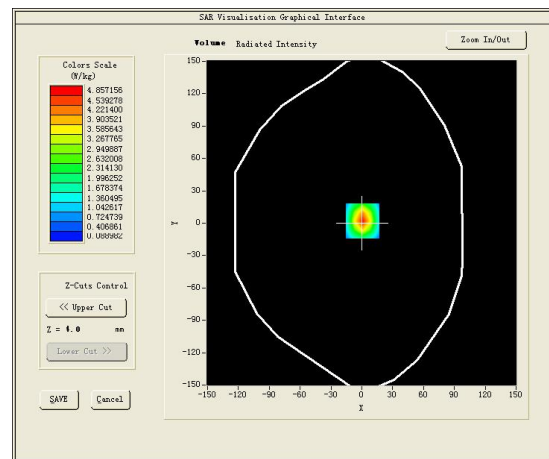 SAR Visualisation Graphical Interface
Volume Radiated Intensity
Zoom In/Out
Colors Scale
(W/kg)
4.857156
4.539278
4.221400
3.903521
3.585643
3.267765
2.949887
2.632008
2.314130
1.996252
1.678374
1.360495
1.042617
0.724739
0.406861
0.088982
Z-Cuts Control
<< Upper Cut
Z = 4.0 mm
Lower Cut >>
SAVE Cancel
150
120
90
60
30
0
-30
-60
-90
-120
-150
Y
-150 -120 -90 -60 -30 0 30 60 90 120 150
X